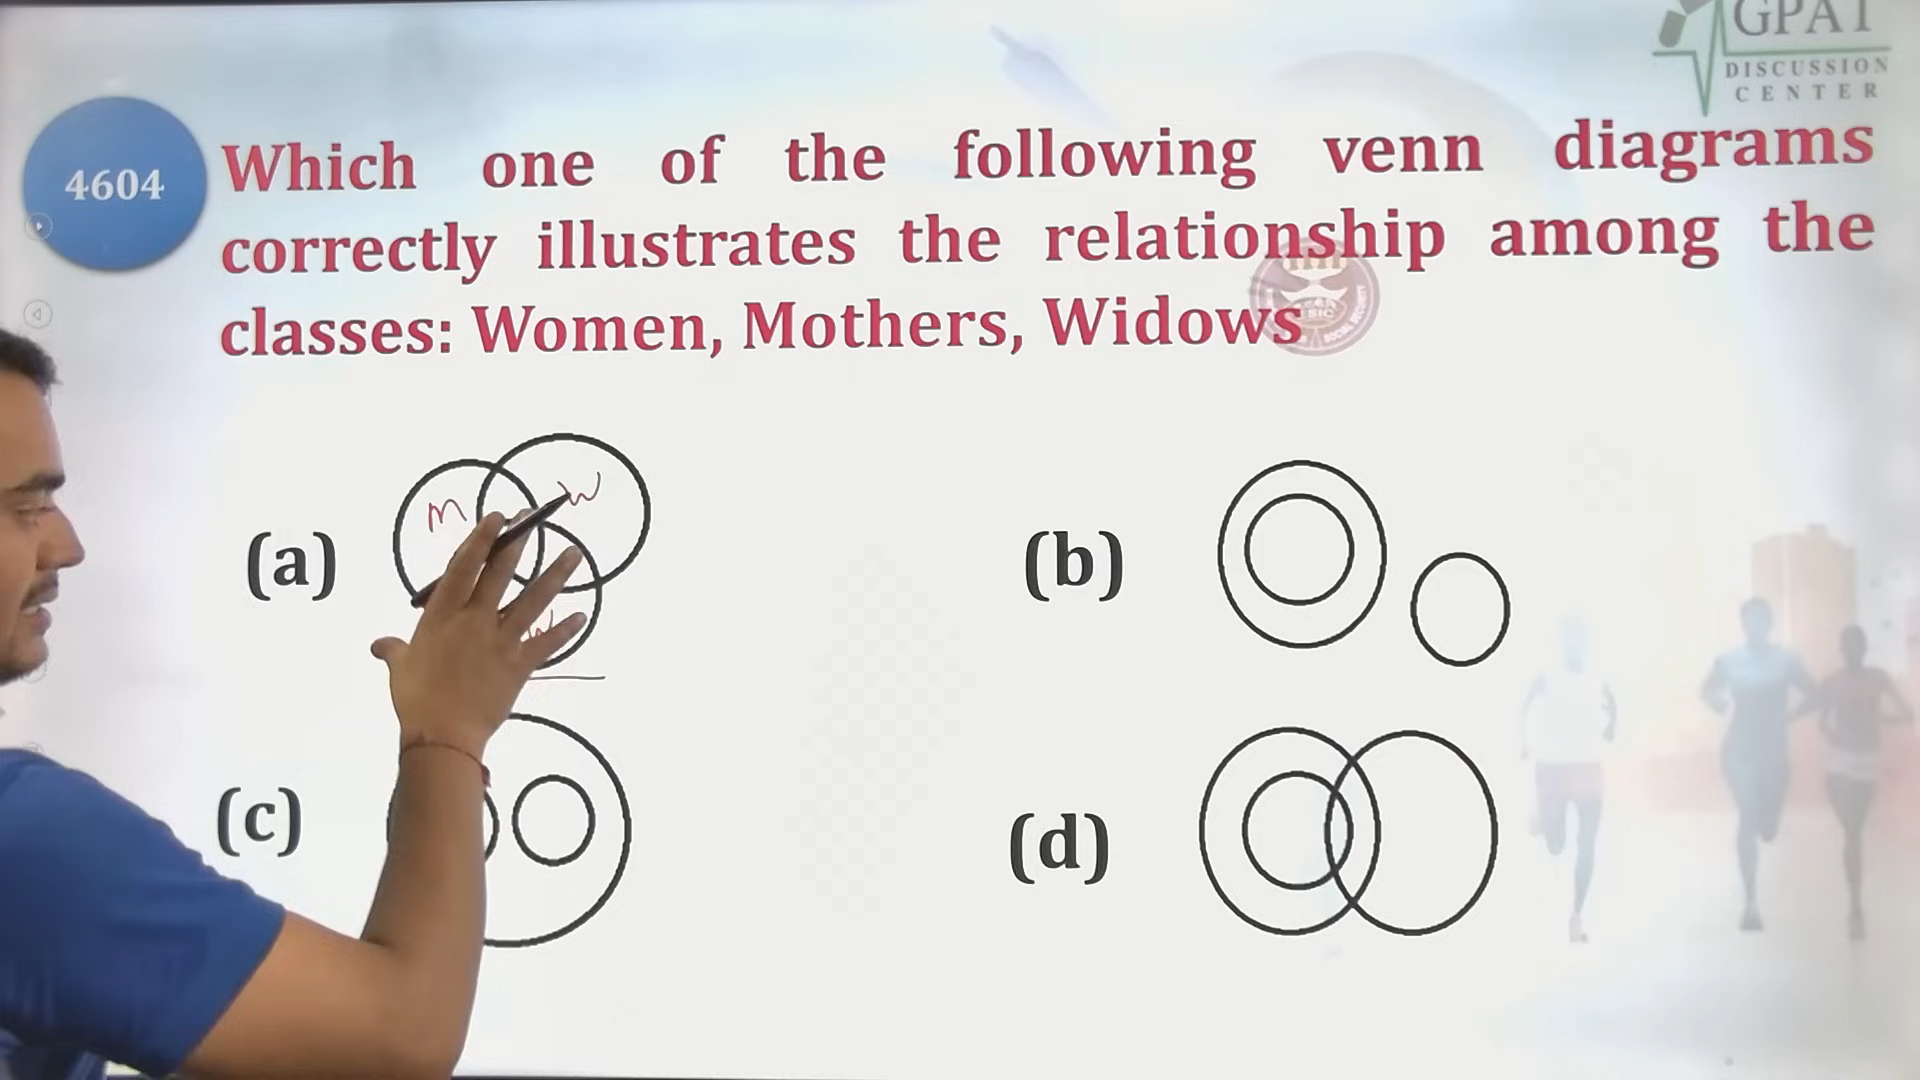 GPAT
DISCUSSION
CENTER
4604
Which one of the following venn diagrams
correctly illustrates the relationship among the
classes: Women, Mothers, Widows
m
W
(a)
(b)
W
(c)
(d)